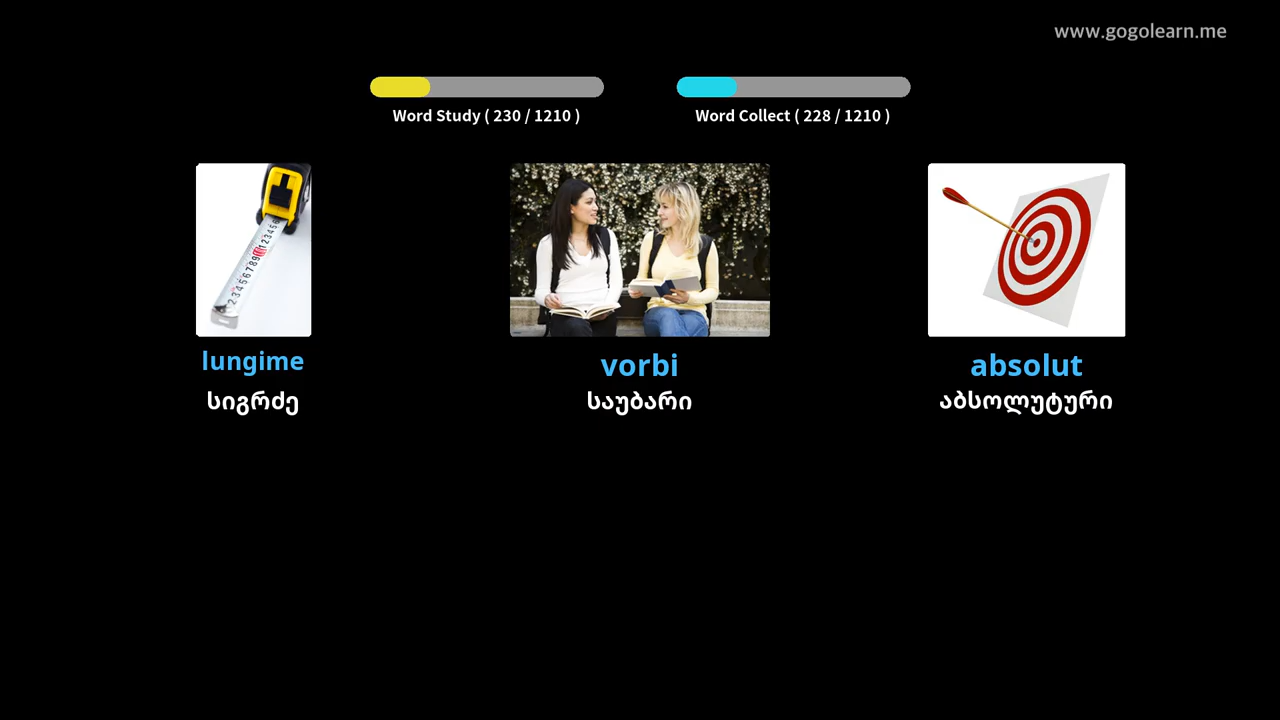 www.gogolearn.me
Word Study ( 230 / 1210 )
Word Collect ( 228 / 1210 )
lungime
vorbi
absolut
სიგრძე
საუბარი
აბსოლუტური